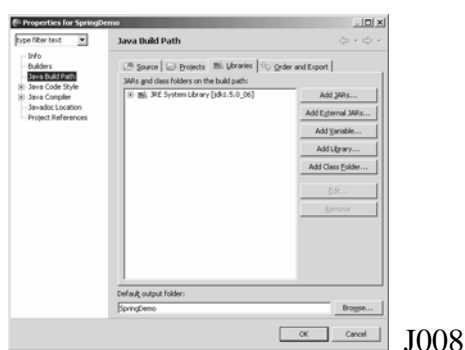 Properties for SpringDemo
type filter text
Java Build Path
Info
Builders
Java Build Path
Java Code Style
Java Compiler
Javadoc Location
Project References
Source Projects Libraries Order and Export
JARs and class folders on the build path:
JRE System Library [jdk1.5.0_06]
Add JARs...
Add External JARs...
Add Variable...
Add Library...
Add Class Folder...
Edit...
Remove
Default output folder:
SpringDemo
Browse...
OK Cancel
J008